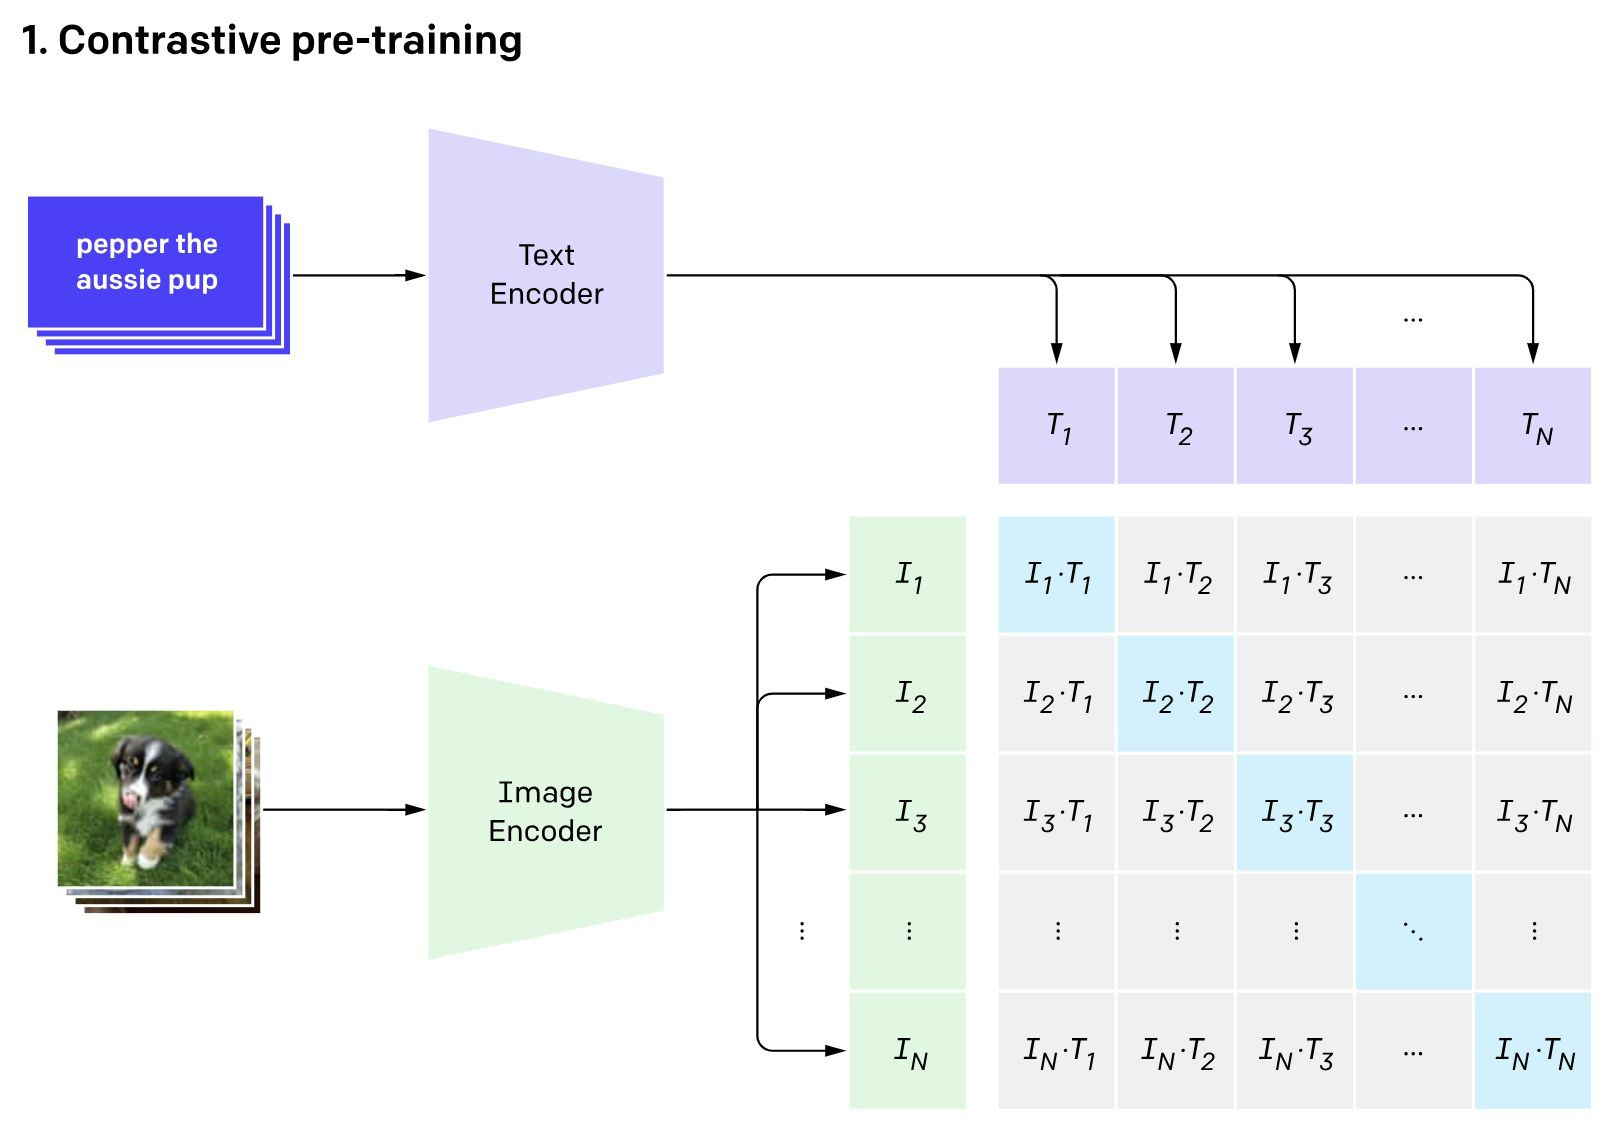 1. Contrastive pre-training
pepper the
aussie pup
Text
Encoder
...
T1 T2 T3 ... TN
Image
Encoder
I1 I1·T1 I1·T2 I1·T3 ... I1·TN
I2 I2·T1 I2·T2 I2·T3 ... I2·TN
I3 I3·T1 I3·T2 I3·T3 ... I3·TN
⋮ ⋮ ⋮ ⋮ ⋮ ⋱ ⋮
IN IN·T1 IN·T2 IN·T3 ... IN·TN